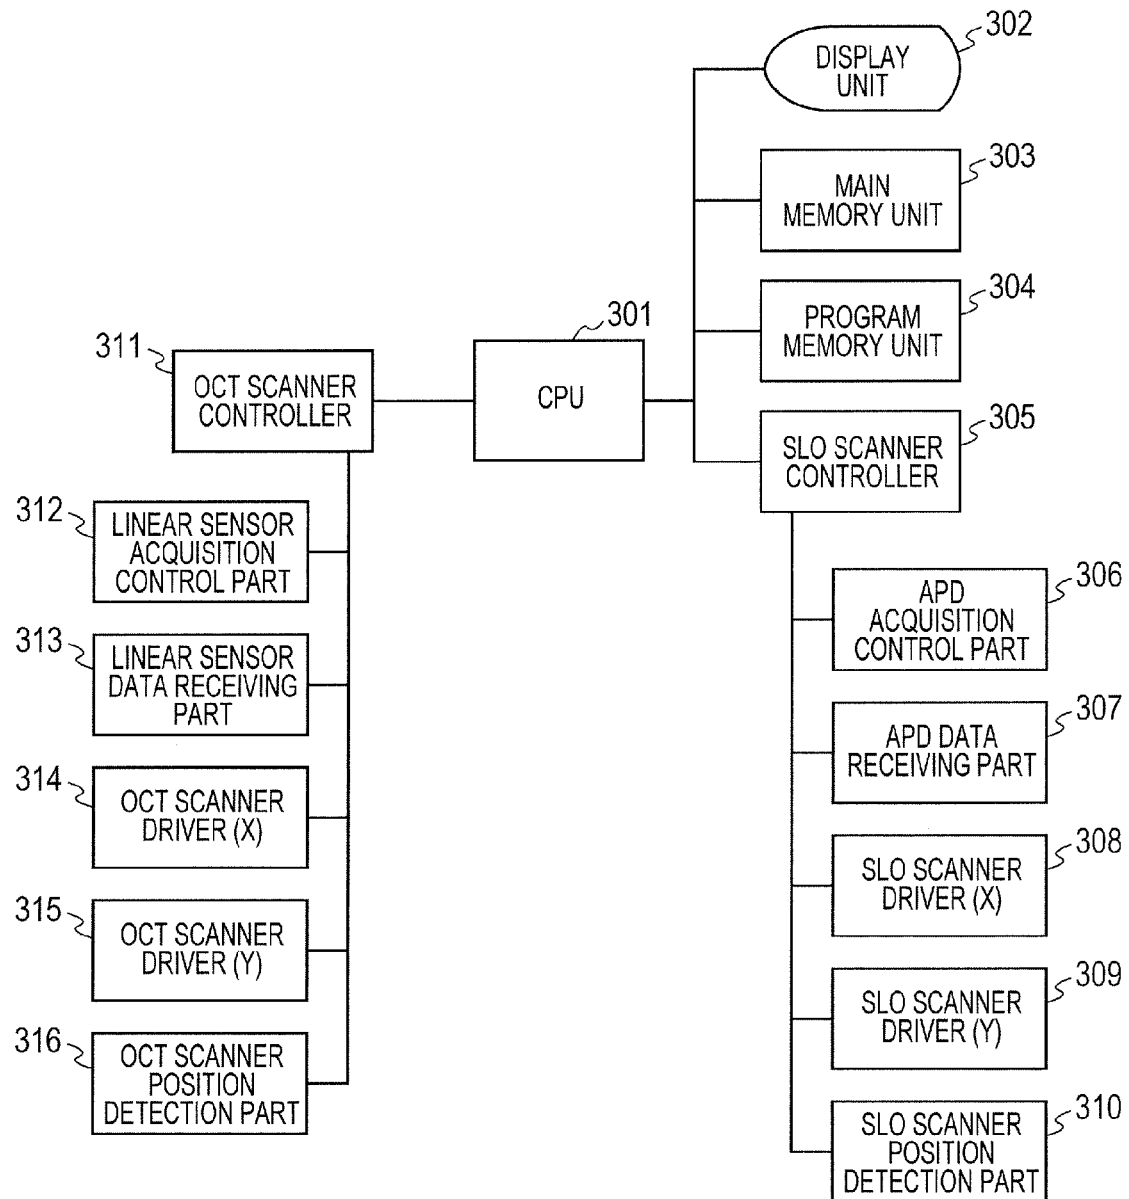 302
DISPLAY
UNIT
303
MAIN
MEMORY UNIT
304
PROGRAM
MEMORY UNIT
301
CPU
311
OCT SCANNER
CONTROLLER
305
SLO SCANNER
CONTROLLER
312
LINEAR SENSOR
ACQUISITION
CONTROL PART
313
LINEAR SENSOR
DATA RECEIVING
PART
314
OCT SCANNER
DRIVER (X)
315
OCT SCANNER
DRIVER (Y)
316
OCT SCANNER
POSITION
DETECTION PART
306
APD
ACQUISITION
CONTROL PART
307
APD DATA
RECEIVING PART
308
SLO SCANNER
DRIVER (X)
309
SLO SCANNER
DRIVER (Y)
310
SLO SCANNER
POSITION
DETECTION PART